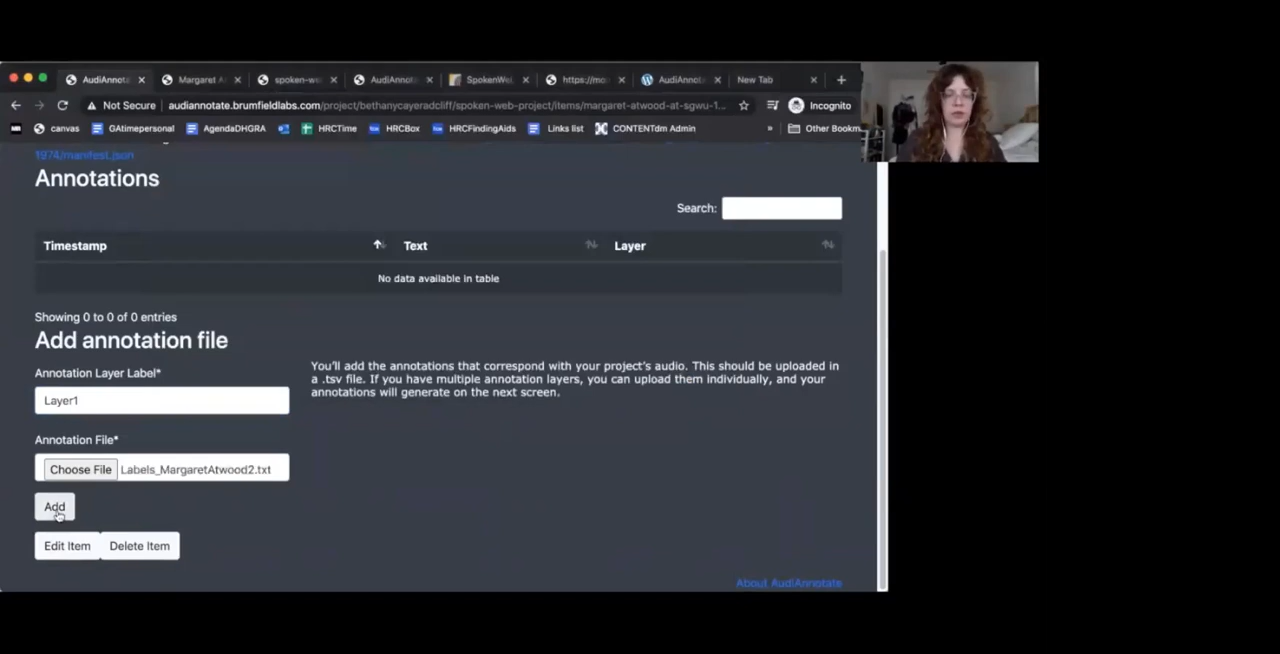 AudiAnnota
Margaret A
spoken-we
AudiAnnot
SpokenWel
https://mo
AudiAnnot
New Tab
Not Secure
audiannotate.brumfieldlabs.com/project/bethanycayeradcliff/spoken-web-project/items/margaret-atwood-at-sgwu-1...
Incognito
canvas
GAtimepersonal
AgendaDHGRA
HRCTime
HRCBox
HRCFindingAids
Links list
CONTENTdm Admin
»
Other Bookm
1974/manifest.json
Annotations
Search:
Timestamp Text Layer
No data available in table
Showing 0 to 0 of 0 entries
Add annotation file
Annotation Layer Label*
Layer1
You'll add the annotations that correspond with your project's audio. This should be uploaded in
a .tsv file. If you have multiple annotation layers, you can upload them individually, and your
annotations will generate on the next screen.
Annotation File*
Choose File Labels_MargaretAtwood2.txt
Add
Edit Item Delete Item
About AudiAnnotate